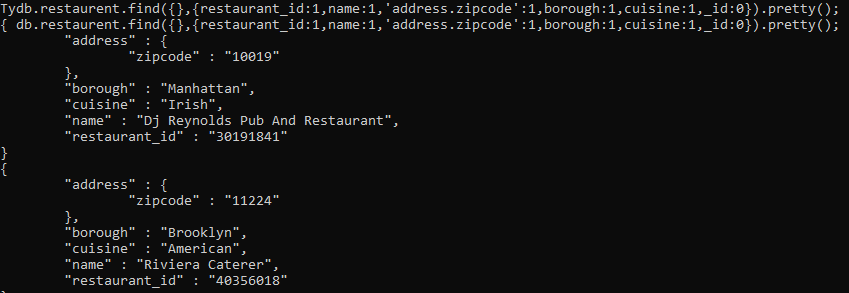 Tydb.restaurent.find({},{restaurant_id:1,name:1,'address.zipcode':1,borough:1,cuisine:1,_id:0}).pretty();
{ db.restaurent.find({},{restaurant_id:1,name:1,'address.zipcode':1,borough:1,cuisine:1,_id:0}).pretty();
        "address" : {
                "zipcode" : "10019"
        },
        "borough" : "Manhattan",
        "cuisine" : "Irish",
        "name" : "Dj Reynolds Pub And Restaurant",
        "restaurant_id" : "30191841"
}
{
        "address" : {
                "zipcode" : "11224"
        },
        "borough" : "Brooklyn",
        "cuisine" : "American",
        "name" : "Riviera Caterer",
        "restaurant_id" : "40356018"